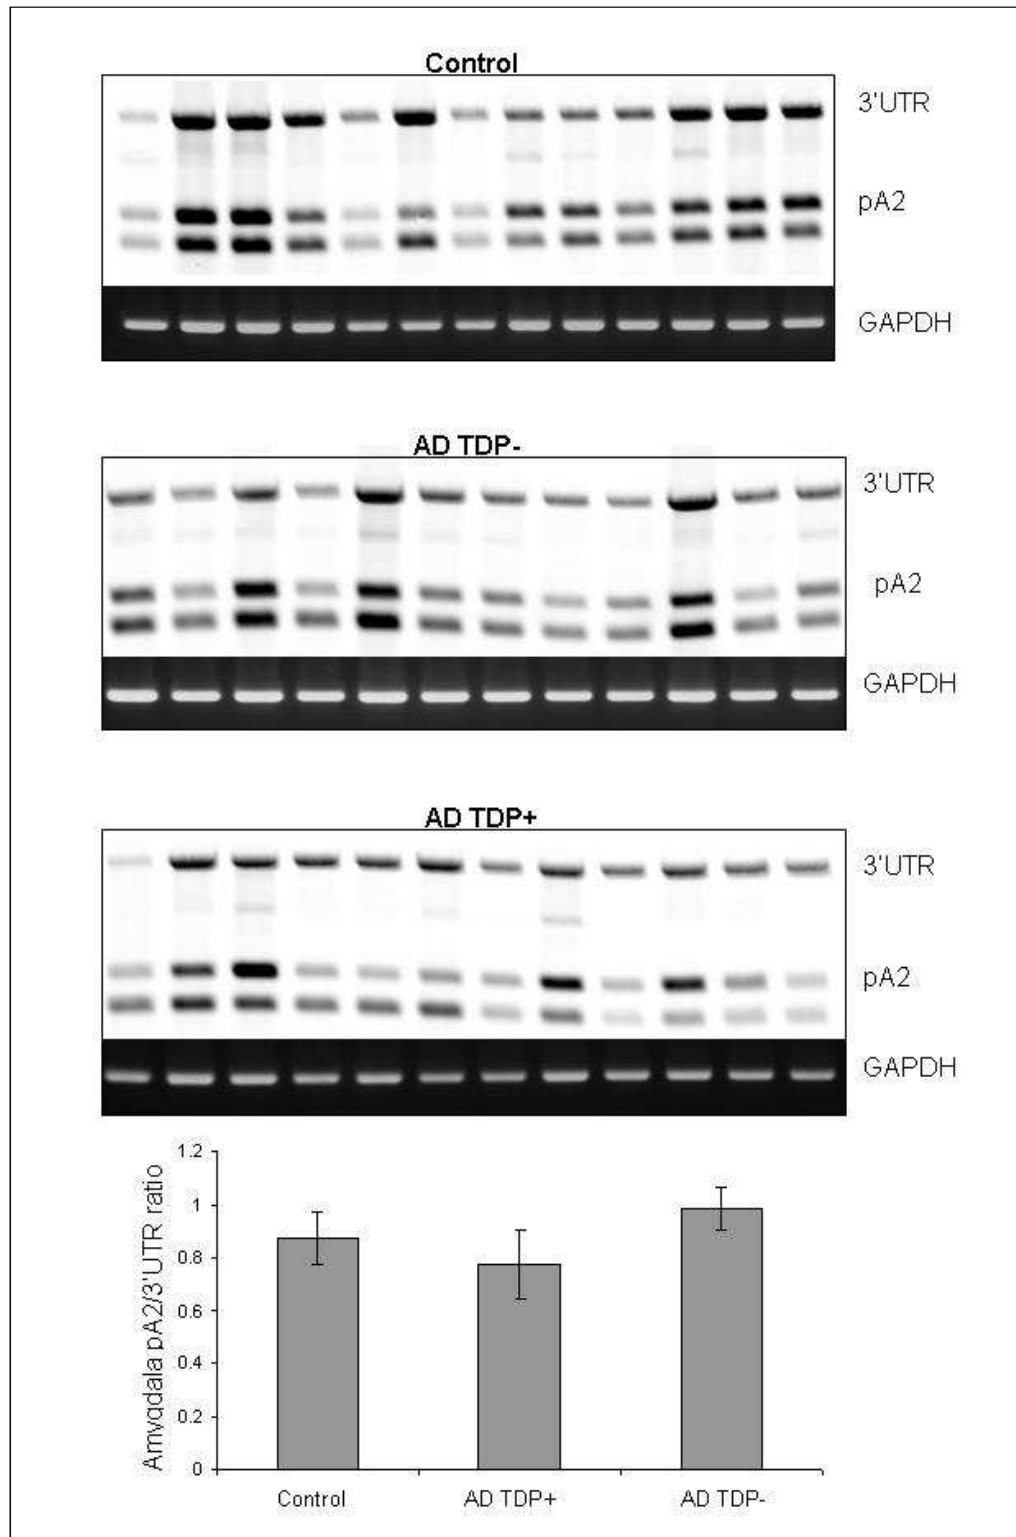 Control
3'UTR
pA2
GAPDH
AD TDP-
3'UTR
pA2
GAPDH
AD TDP+
3'UTR
pA2
GAPDH
Amygdala pA2/3'UTR ratio
1.2
1
0.8
0.6
0.4
0.2
0
Control AD TDP+ AD TDP-